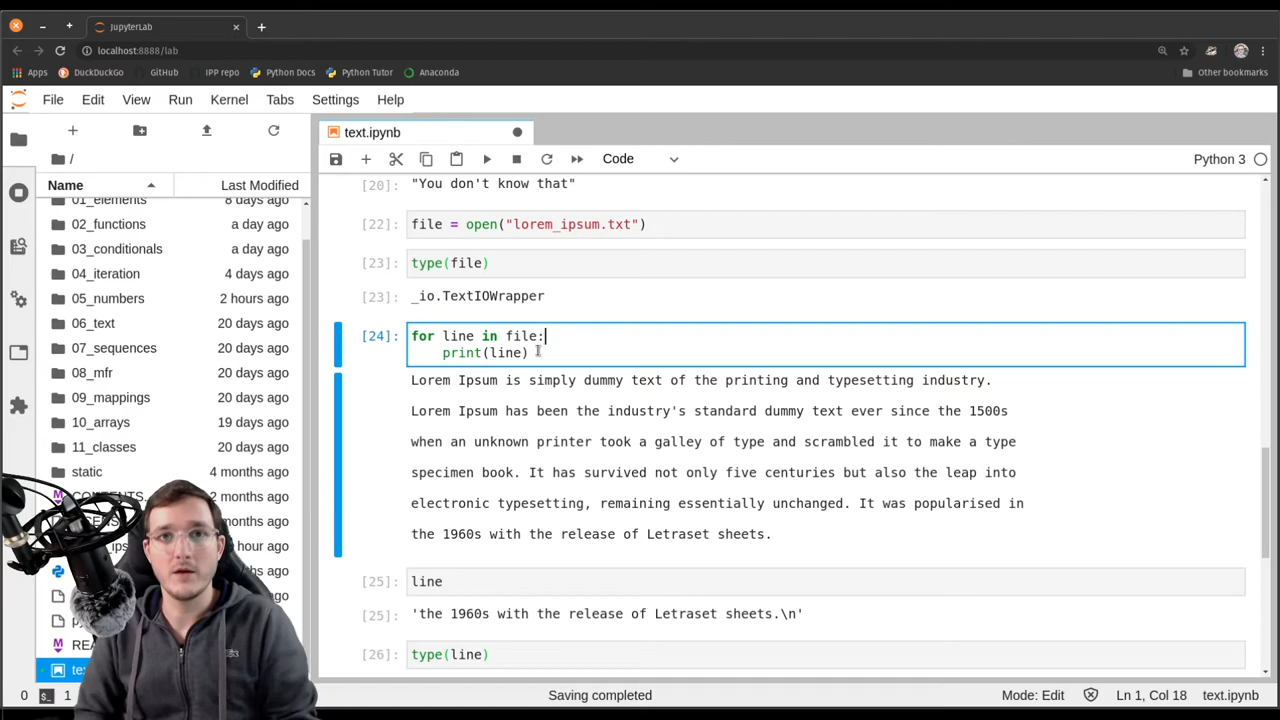 JupyterLab
localhost:8888/lab
Apps DuckDuckGo GitHub IPP repo Python Docs Python Tutor Anaconda Other bookmarks
File Edit View Run Kernel Tabs Settings Help
text.ipynb
/
Code
Python 3
Name Last Modified
01_elements 8 days ago
02_functions a day ago
03_conditionals a day ago
04_iteration 4 days ago
05_numbers 2 hours ago
06_text 20 days ago
07_sequences 20 days ago
08_mfr 20 days ago
09_mappings 20 days ago
10_arrays 19 days ago
11_classes 20 days ago
static 4 months ago
months ago
hour ago
days ago
days ago
days ago
days ago
ago
[20]: "You don't know that"
[22]: file = open("lorem_ipsum.txt")
[23]: type(file)
[23]: _io.TextIOWrapper
[24]: for line in file:
print(line)
Lorem Ipsum is simply dummy text of the printing and typesetting industry.
Lorem Ipsum has been the industry's standard dummy text ever since the 1500s
when an unknown printer took a galley of type and scrambled it to make a type
specimen book. It has survived not only five centuries but also the leap into
electronic typesetting, remaining essentially unchanged. It was popularised in
the 1960s with the release of Letraset sheets.
[25]: line
[25]: 'the 1960s with the release of Letraset sheets.\n'
[26]: type(line)
0 $_ 1 Saving completed Mode: Edit Ln 1, Col 18 text.ipynb